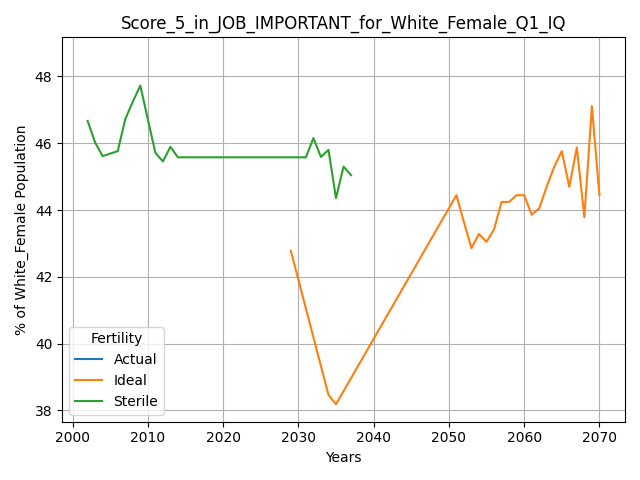 Score_5_in_JOB_IMPORTANT_for_White_Female_Q1_IQ
% of White_Female Population
48
46
44
42
40
38
Fertility
Actual
Ideal
Sterile
2000 2010 2020 2030 2040 2050 2060 2070
Years